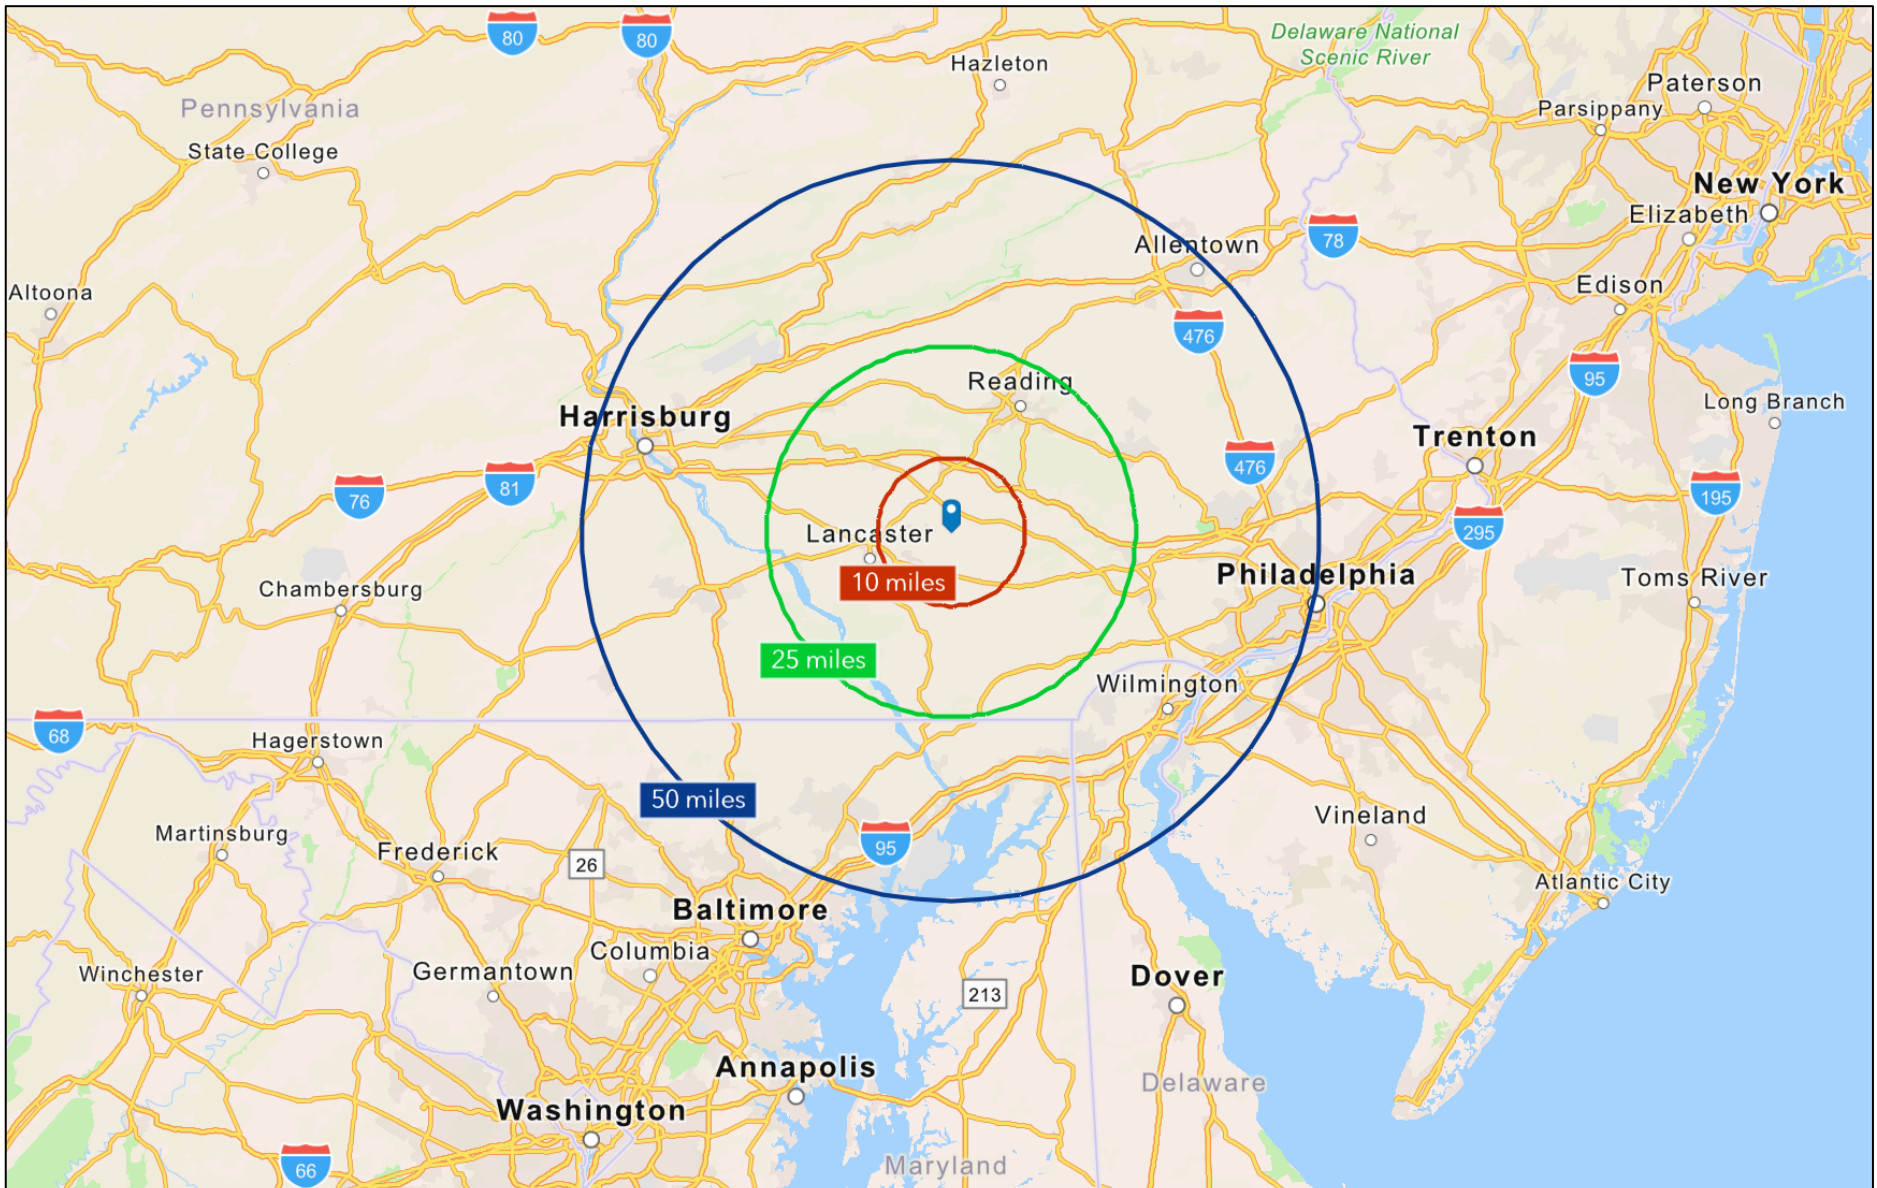 80
80
Delaware National
Scenic River
Hazleton
Paterson
Pennsylvania
Parsippany
State College
New York
Elizabeth
78
Allentown
Altoona
Edison
476
95
Reading
Long Branch
Harrisburg
Trenton
476
81
76
195
295
Lancaster
10 miles
Philadelphia
Toms River
Chambersburg
25 miles
Wilmington
68
Hagerstown
50 miles
Vineland
Martinsburg
95
Frederick
26
Atlantic City
Baltimore
Columbia
Winchester
Germantown
Dover
213
Annapolis
Delaware
Washington
66
Maryland